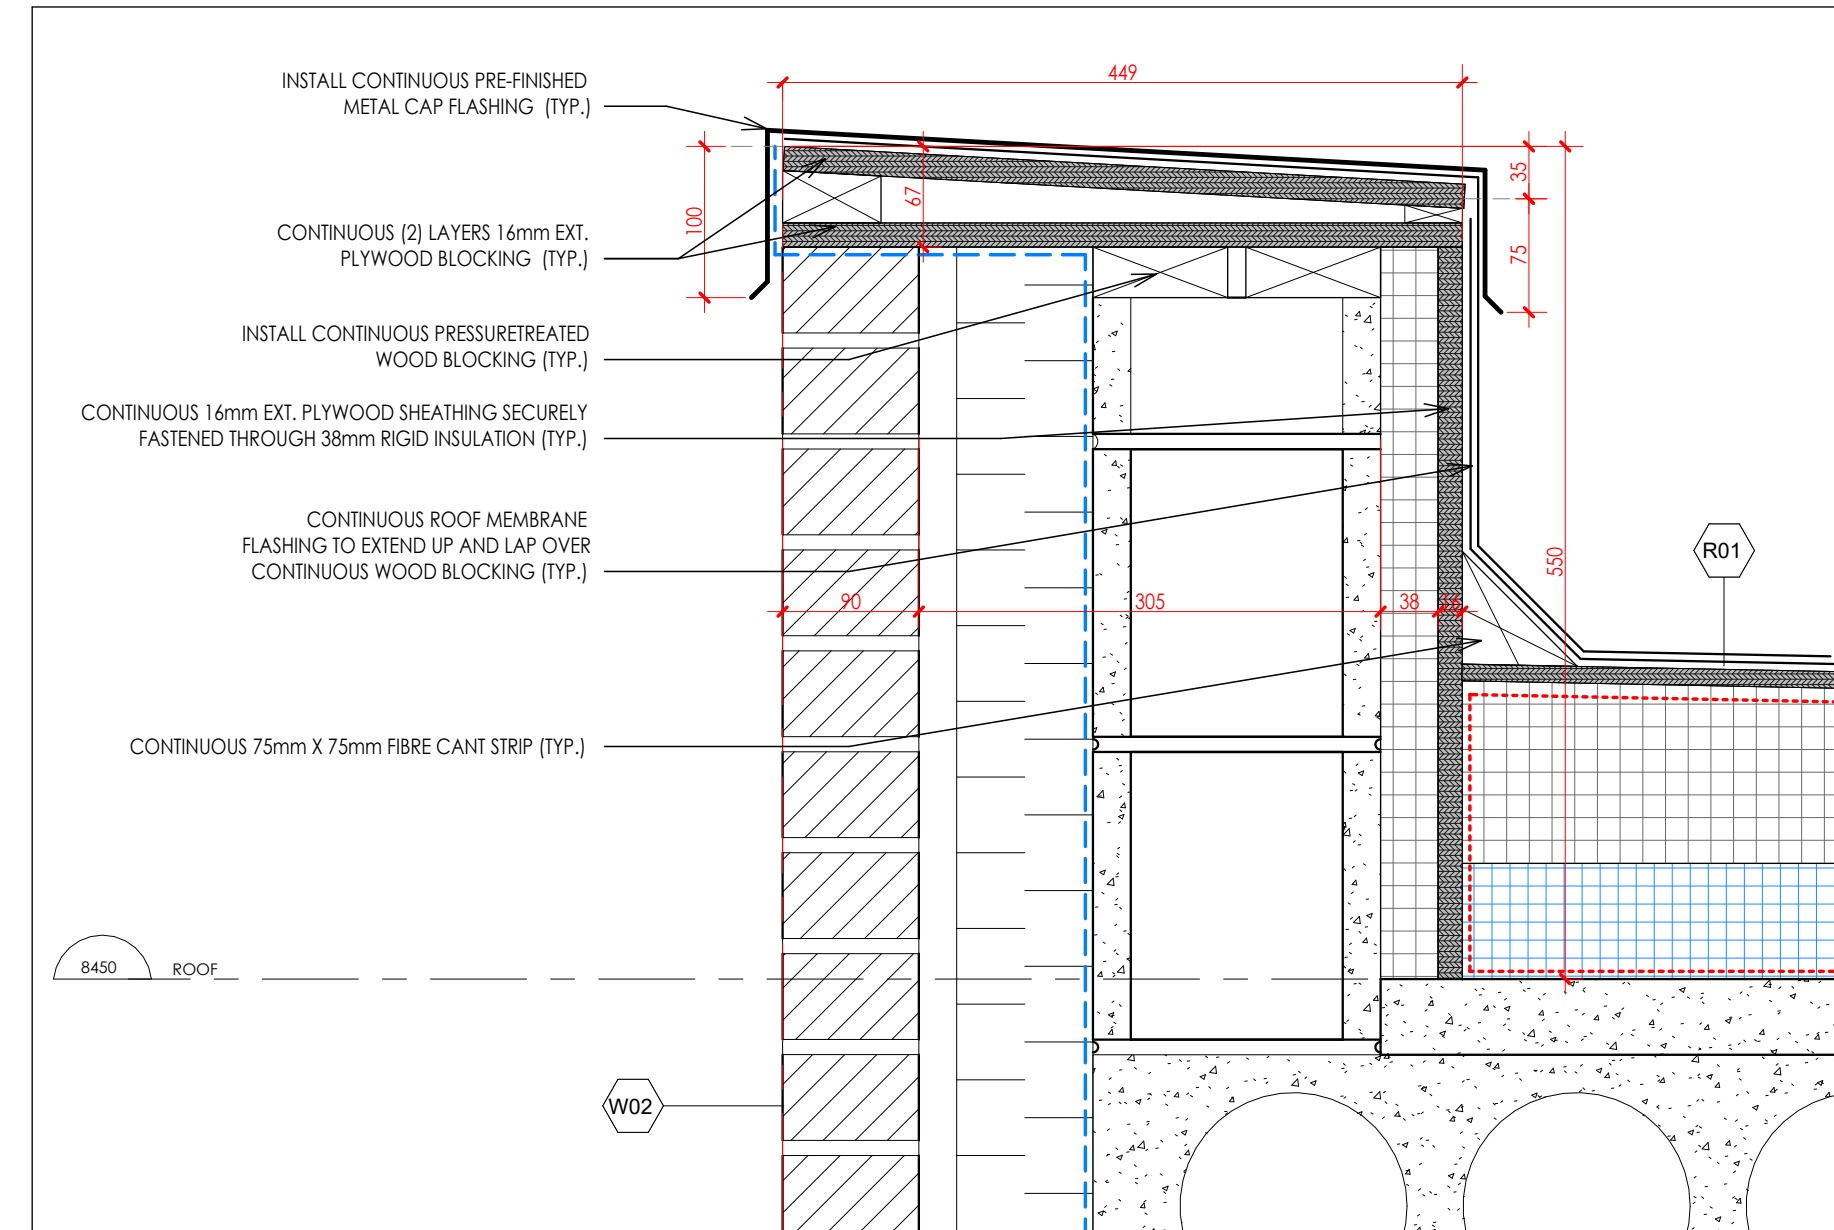 449
INSTALL CONTINUOUS PRE-FINISHED
METAL CAP FLASHING (TYP.)
35
67
100
CONTINUOUS (2) LAYERS 16mm EXT.
PLYWOOD BLOCKING (TYP.)
75
INSTALL CONTINUOUS PRESSURETREATED
WOOD BLOCKING (TYP.)
CONTINUOUS 16mm EXT. PLYWOOD SHEATHING SECURELY
FASTENED THROUGH 38mm RIGID INSULATION (TYP.)
CONTINUOUS ROOF MEMBRANE
FLASHING TO EXTEND UP AND LAP OVER
CONTINUOUS WOOD BLOCKING (TYP.)
R01
550
90
305
38
16
CONTINUOUS 75mm X 75mm FIBRE CANT STRIP (TYP.)
8450
ROOF
W02